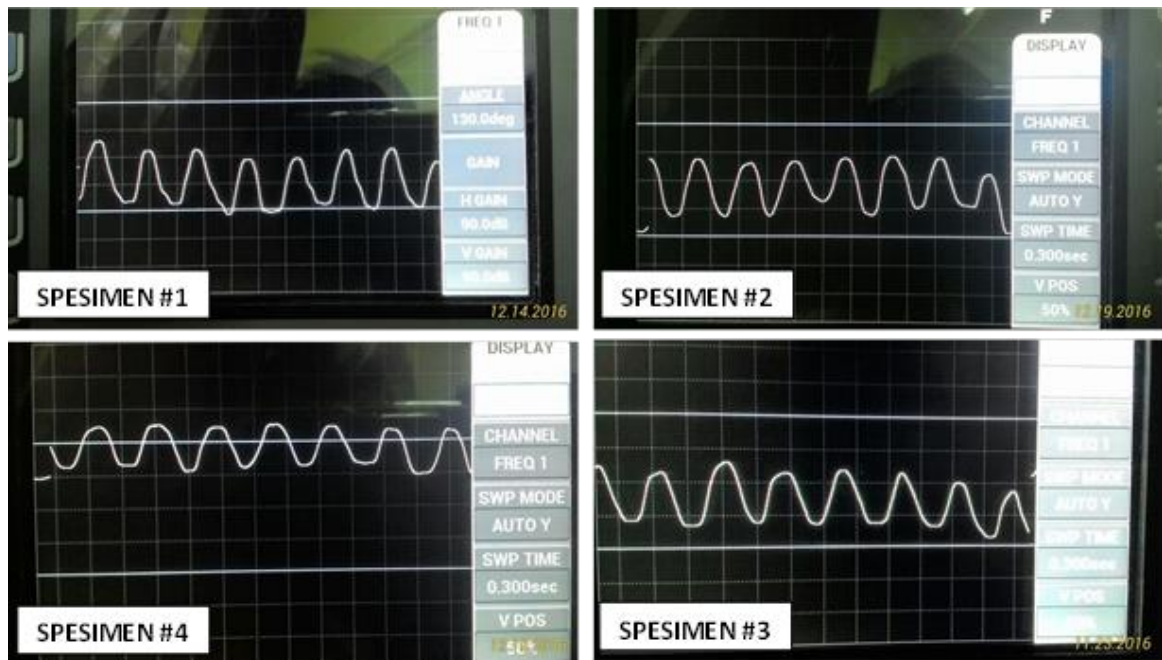 FREQ 1
ANGLE
130.0deg
GAIN
H GAIN
90.0dB
V GAIN
SPESIMEN #1
12.14.2016
F
DISPLAY
CHANNEL
FREQ 1
SWP MODE
AUTO Y
SWP TIME
0.300sec
V POS
50%
SPESIMEN #2
19.2016
DISPLAY
CHANNEL
FREQ 1
SWP MODE
AUTO Y
SWP TIME
0.300sec
V POS
50%
SPESIMEN #4
CHANNEL
FREQ 1
SWP MODE
AUTO Y
SWP TIME
0.300sec
V POS
SPESIMEN #3
11.23.2016